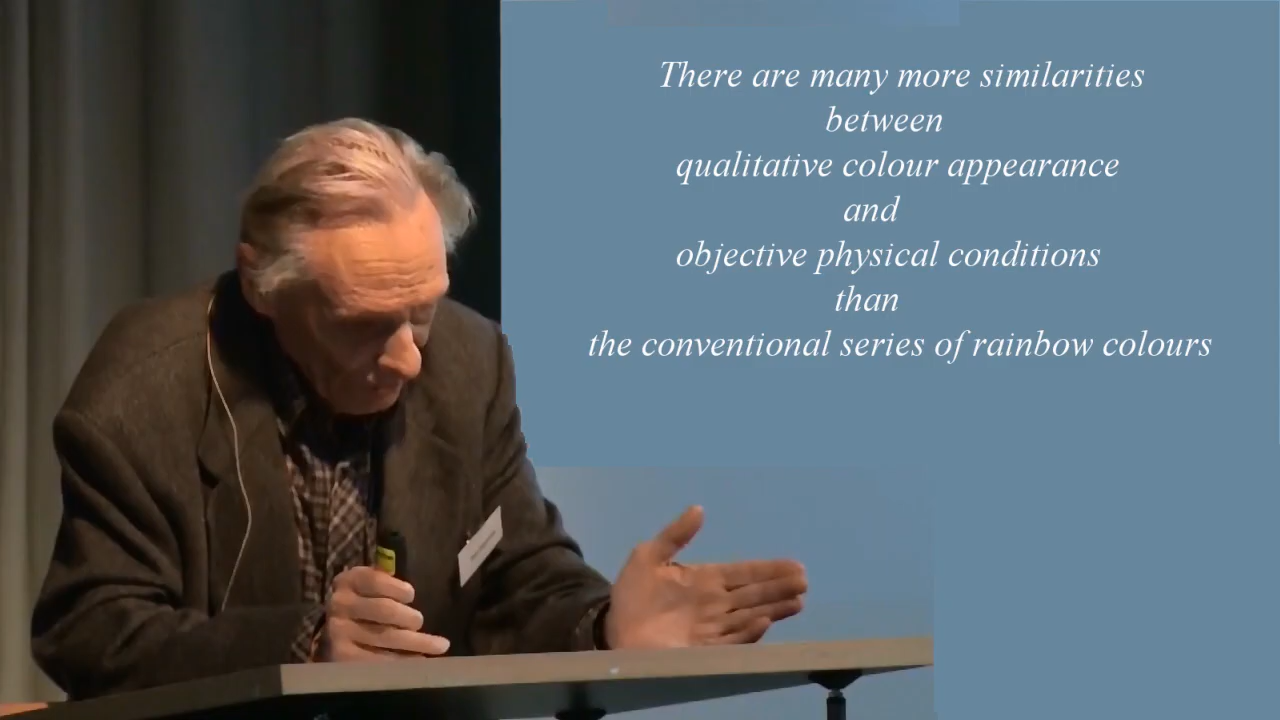 There are many more similarities
between
qualitative colour appearance
and
objective physical conditions
than
the conventional series of rainbow colours